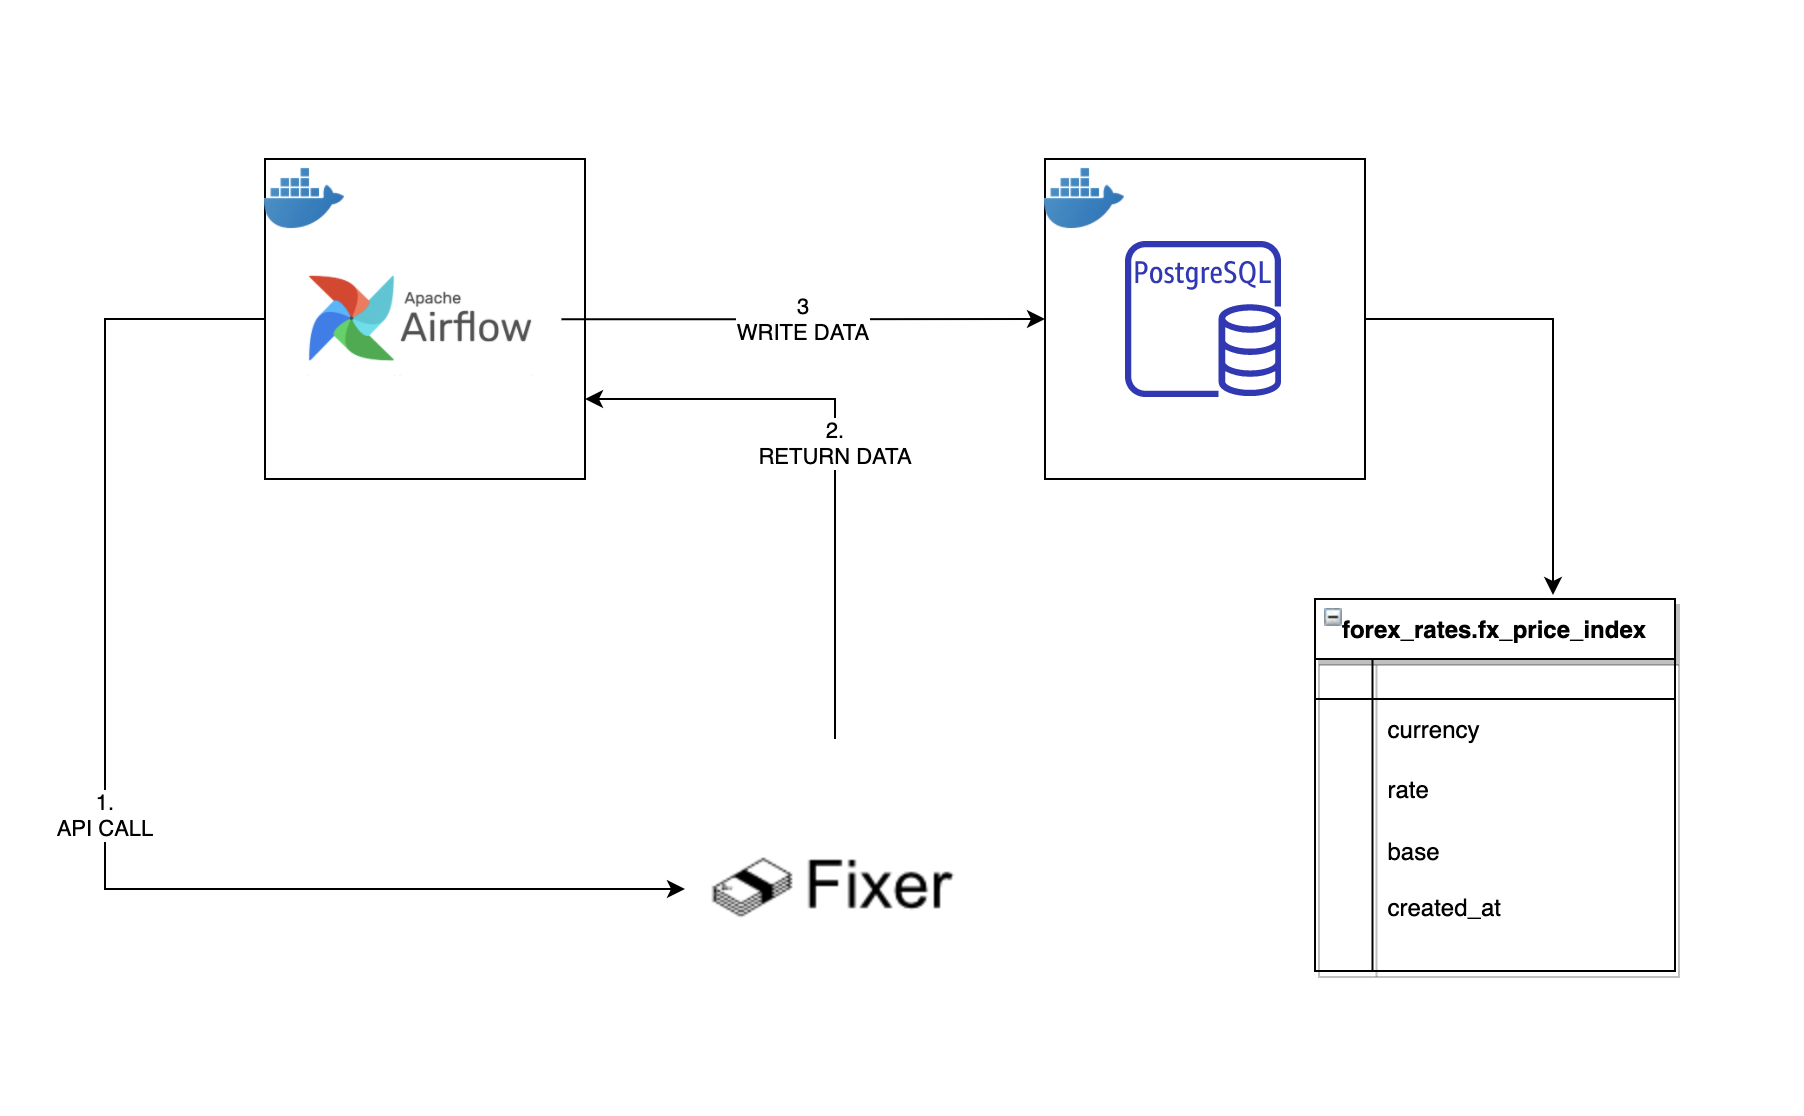 Apache
Airflow
3
WRITE DATA
PostgreSQL
2.
RETURN DATA
1.
API CALL
Fixer
forex_rates.fx_price_index
currency
rate
base
created_at